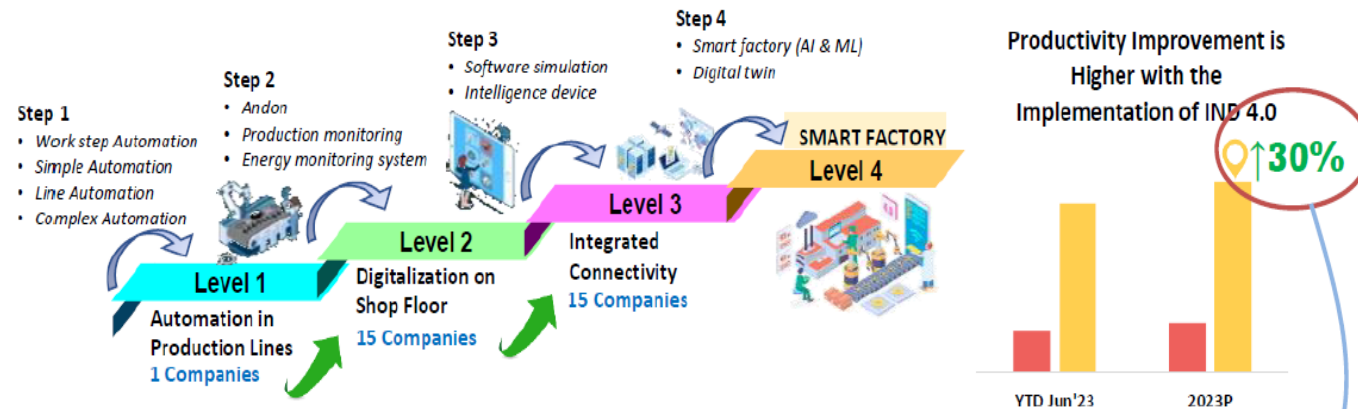 Step 1
• Work step Automation
• Simple Automation
• Line Automation
• Complex Automation
Step 2
• Andon
• Production monitoring
• Energy monitoring system
Step 3
• Software simulation
• Intelligence device
Step 4
• Smart factory (AI & ML)
• Digital twin
SMART FACTORY
Level 4
Level 3
Integrated
Connectivity
15 Companies
Level 2
Digitalization on
Shop Floor
15 Companies
Level 1
Automation in
Production Lines
1 Companies
Productivity Improvement is
Higher with the
Implementation of IND 4.0
↑30%
YTD Jun'23
2023P